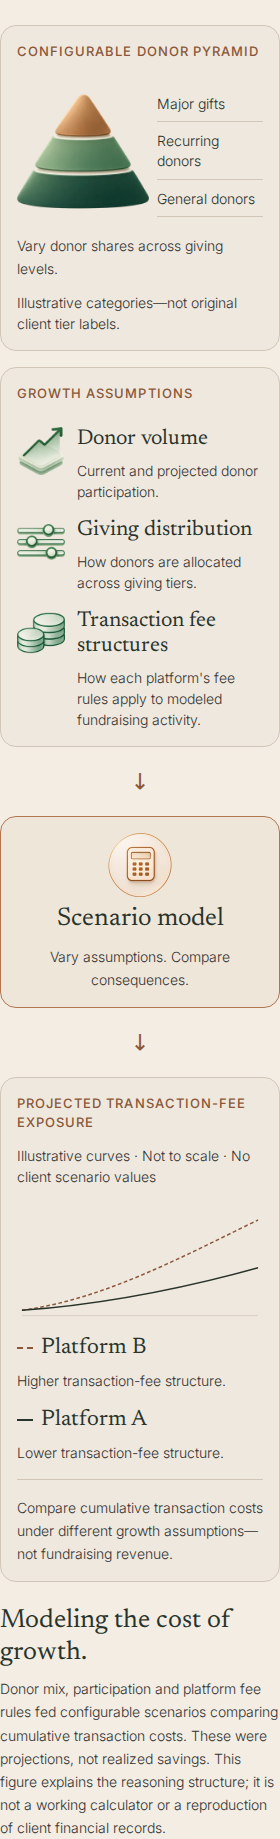 CONFIGURABLE DONOR PYRAMID
Major gifts
Recurring
donors
General donors
Vary donor shares across giving
levels.
Illustrative categories—not original
client tier labels.
GROWTH ASSUMPTIONS
Donor volume
Current and projected donor
participation.
Giving distribution
How donors are allocated
across giving tiers.
Transaction fee
structures
How each platform's fee
rules apply to modeled
fundraising activity.
↓
Scenario model
Vary assumptions. Compare
consequences.
↓
PROJECTED TRANSACTION-FEE
EXPOSURE
Illustrative curves · Not to scale · No
client scenario values
Platform B
Higher transaction-fee structure.
Platform A
Lower transaction-fee structure.
Compare cumulative transaction costs
under different growth assumptions—
not fundraising revenue.
Modeling the cost of
growth.
Donor mix, participation and platform fee
rules fed configurable scenarios comparing
cumulative transaction costs. These were
projections, not realized savings. This
figure explains the reasoning structure; it is
not a working calculator or a reproduction
of client financial records.